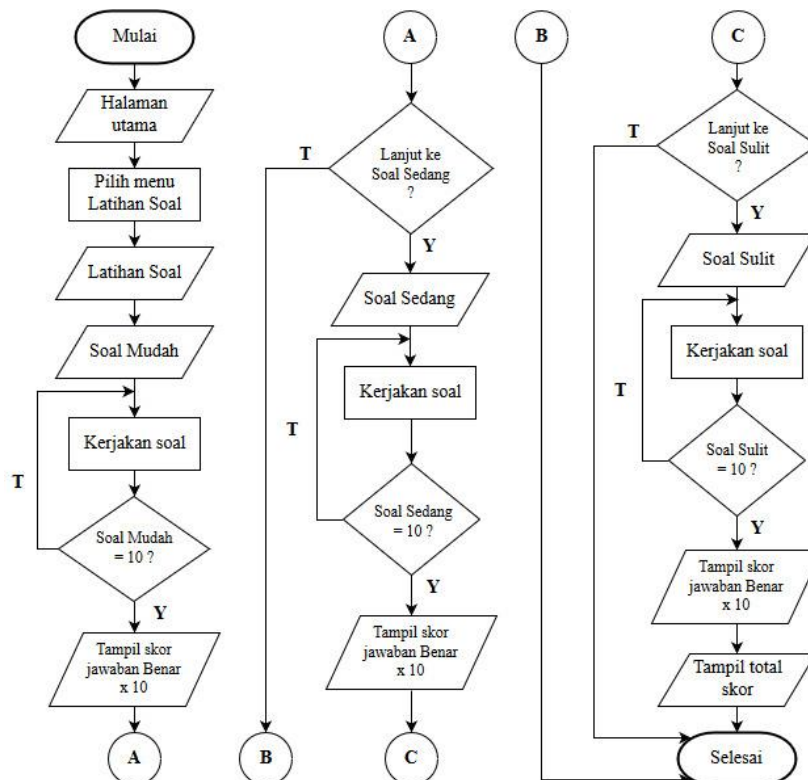 Mulai
Halaman
utama
Pilih menu
Latihan Soal
Latihan Soal
Soal Mudah
Kerjakan soal
T
Soal Mudah
= 10 ?
Y
Tampil skor
jawaban Benar
x 10
A
A
Lanjut ke
Soal Sedang
?
T
Y
Soal Sedang
Kerjakan soal
T
Soal Sedang
= 10 ?
Y
Tampil skor
jawaban Benar
x 10
B
C
B
C
Lanjut ke
Soal Sulit
?
T
Y
Soal Sulit
Kerjakan soal
T
Soal Sulit
= 10 ?
Y
Tampil skor
jawaban Benar
x 10
Tampil total
skor
Selesai